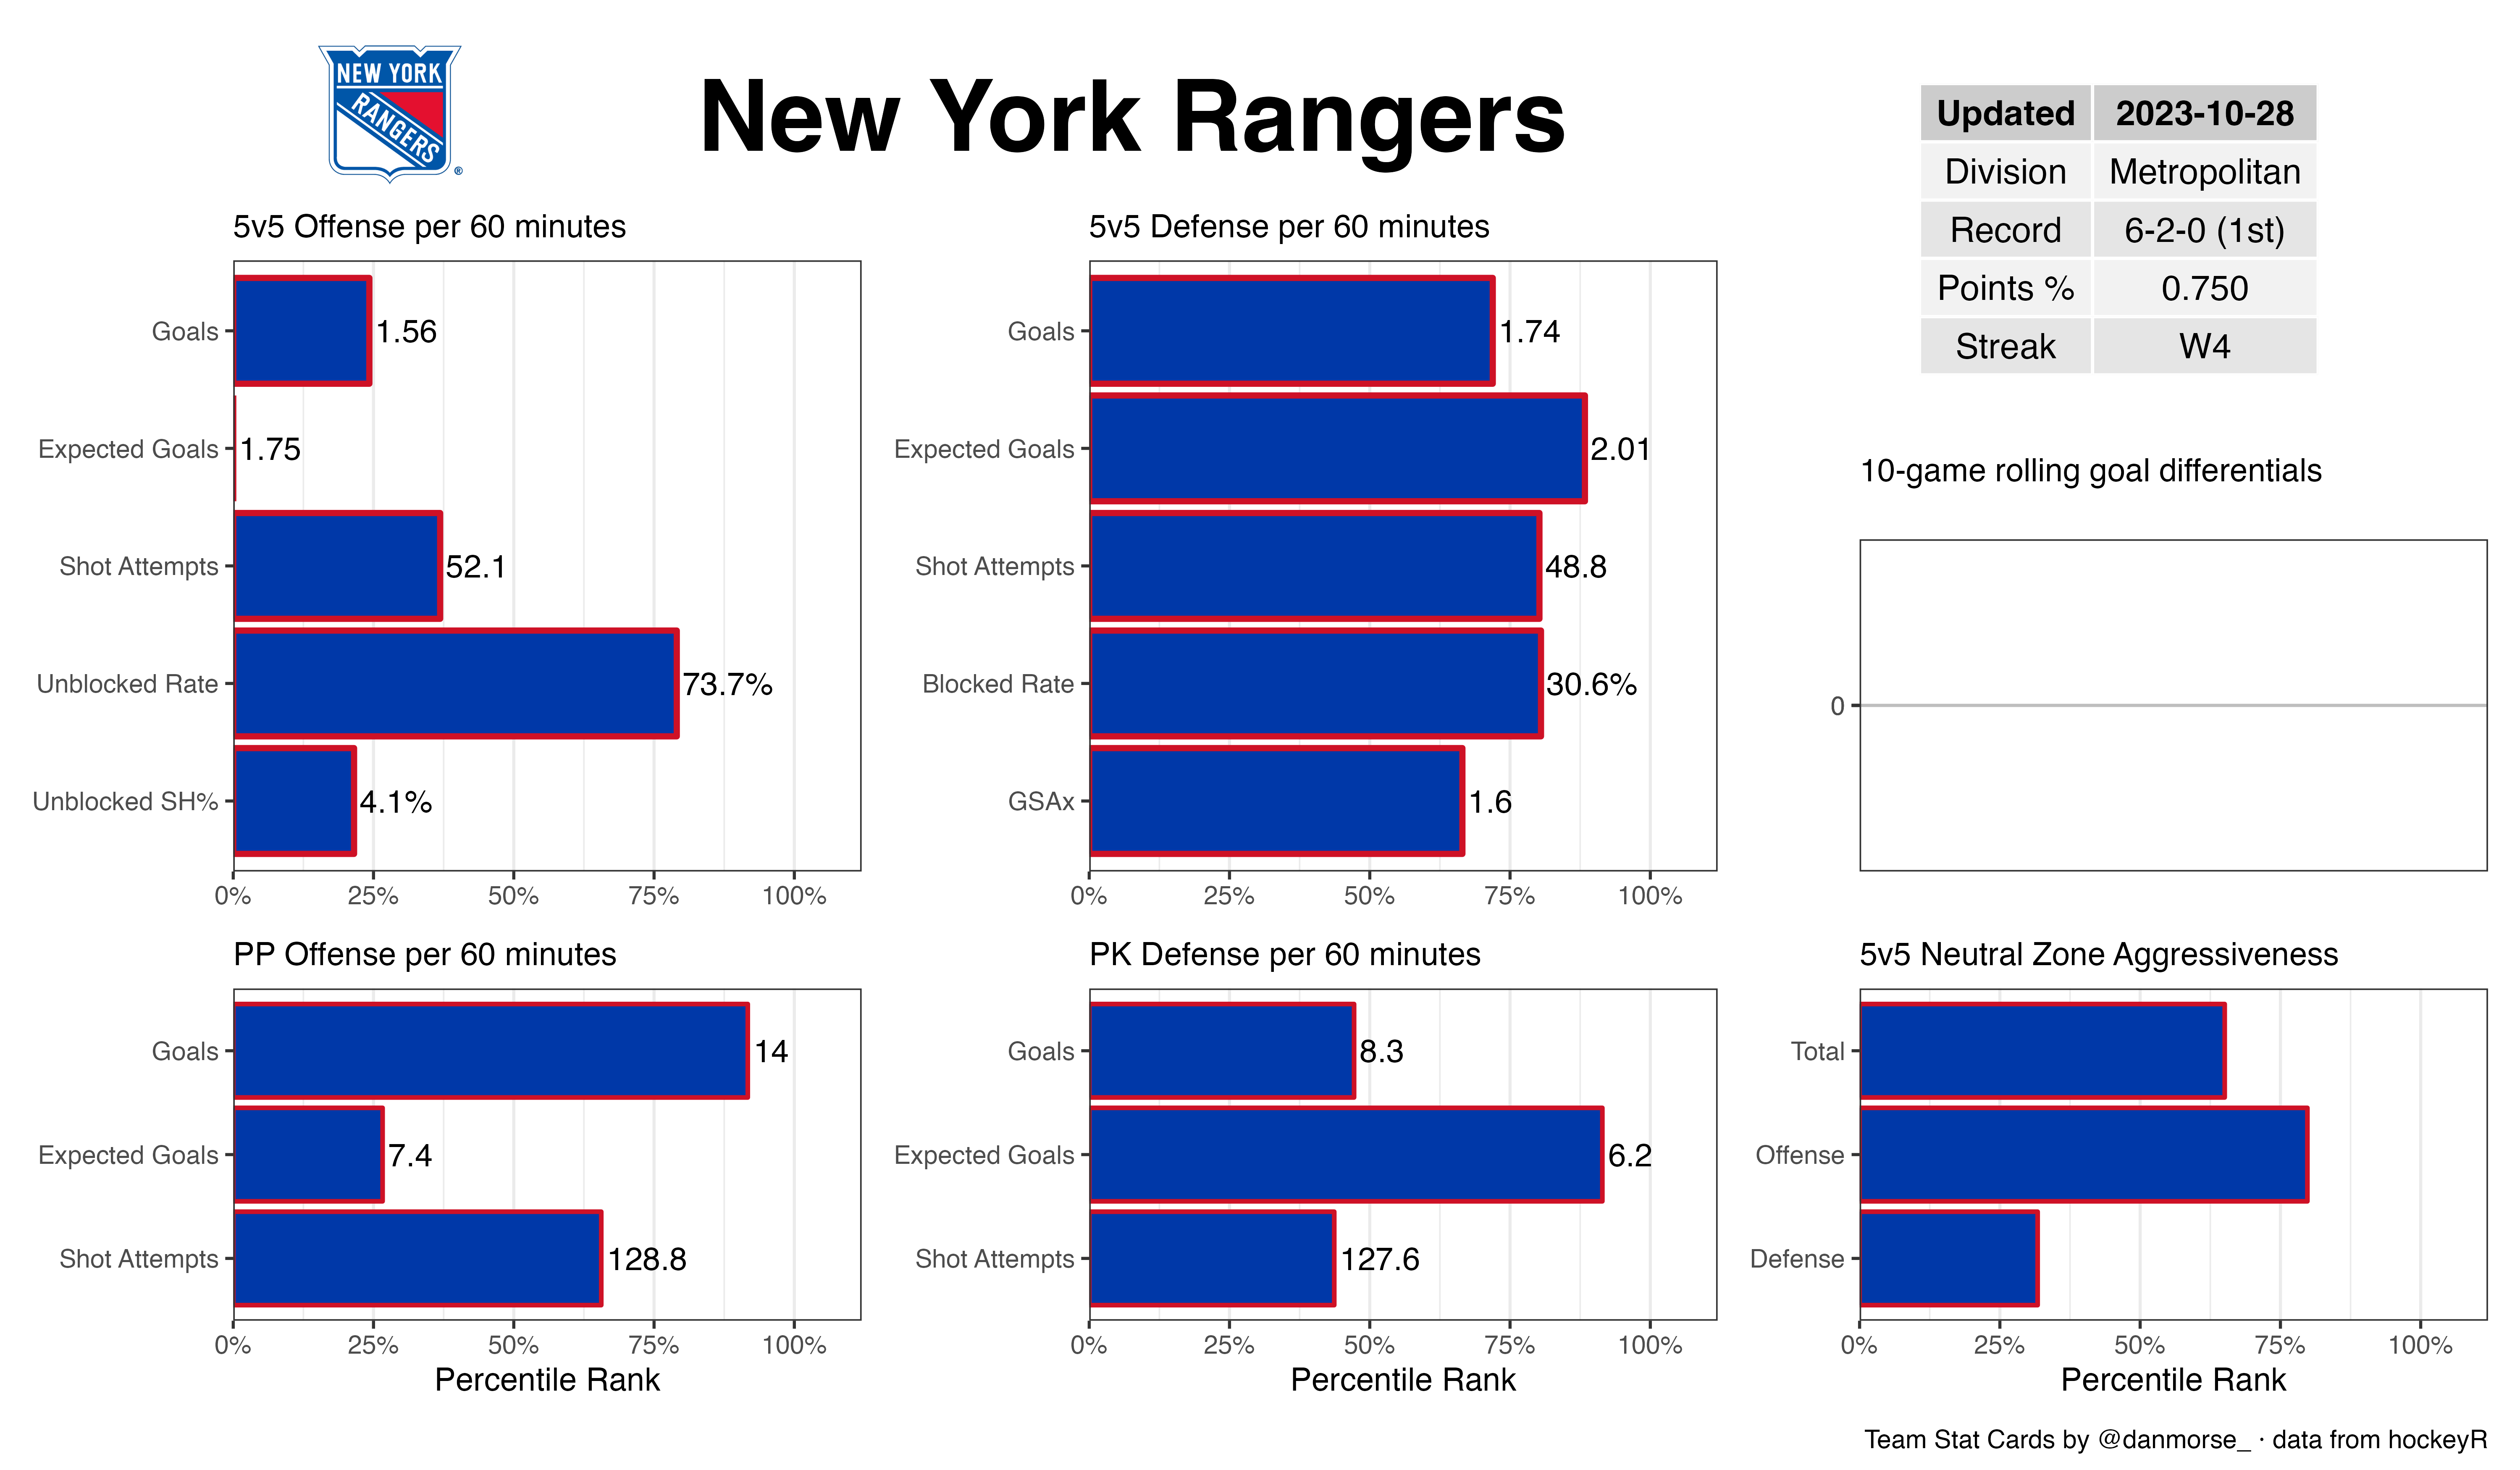 NEW YORK
RANGERS
®
New York Rangers
Updated 2023-10-28
Division Metropolitan
Record 6-2-0 (1st)
Points % 0.750
Streak W4
5v5 Offense per 60 minutes
Goals 1.56
Expected Goals 1.75
Shot Attempts 52.1
Unblocked Rate 73.7%
Unblocked SH% 4.1%
0% 25% 50% 75% 100%
5v5 Defense per 60 minutes
Goals 1.74
Expected Goals 2.01
Shot Attempts 48.8
Blocked Rate 30.6%
GSAx 1.6
0% 25% 50% 75% 100%
10-game rolling goal differentials
0
PP Offense per 60 minutes
Goals 14
Expected Goals 7.4
Shot Attempts 128.8
0% 25% 50% 75% 100%
Percentile Rank
PK Defense per 60 minutes
Goals 8.3
Expected Goals 6.2
Shot Attempts 127.6
0% 25% 50% 75% 100%
Percentile Rank
5v5 Neutral Zone Aggressiveness
Total
Offense
Defense
0% 25% 50% 75% 100%
Percentile Rank
Team Stat Cards by @danmorse_ · data from hockeyR